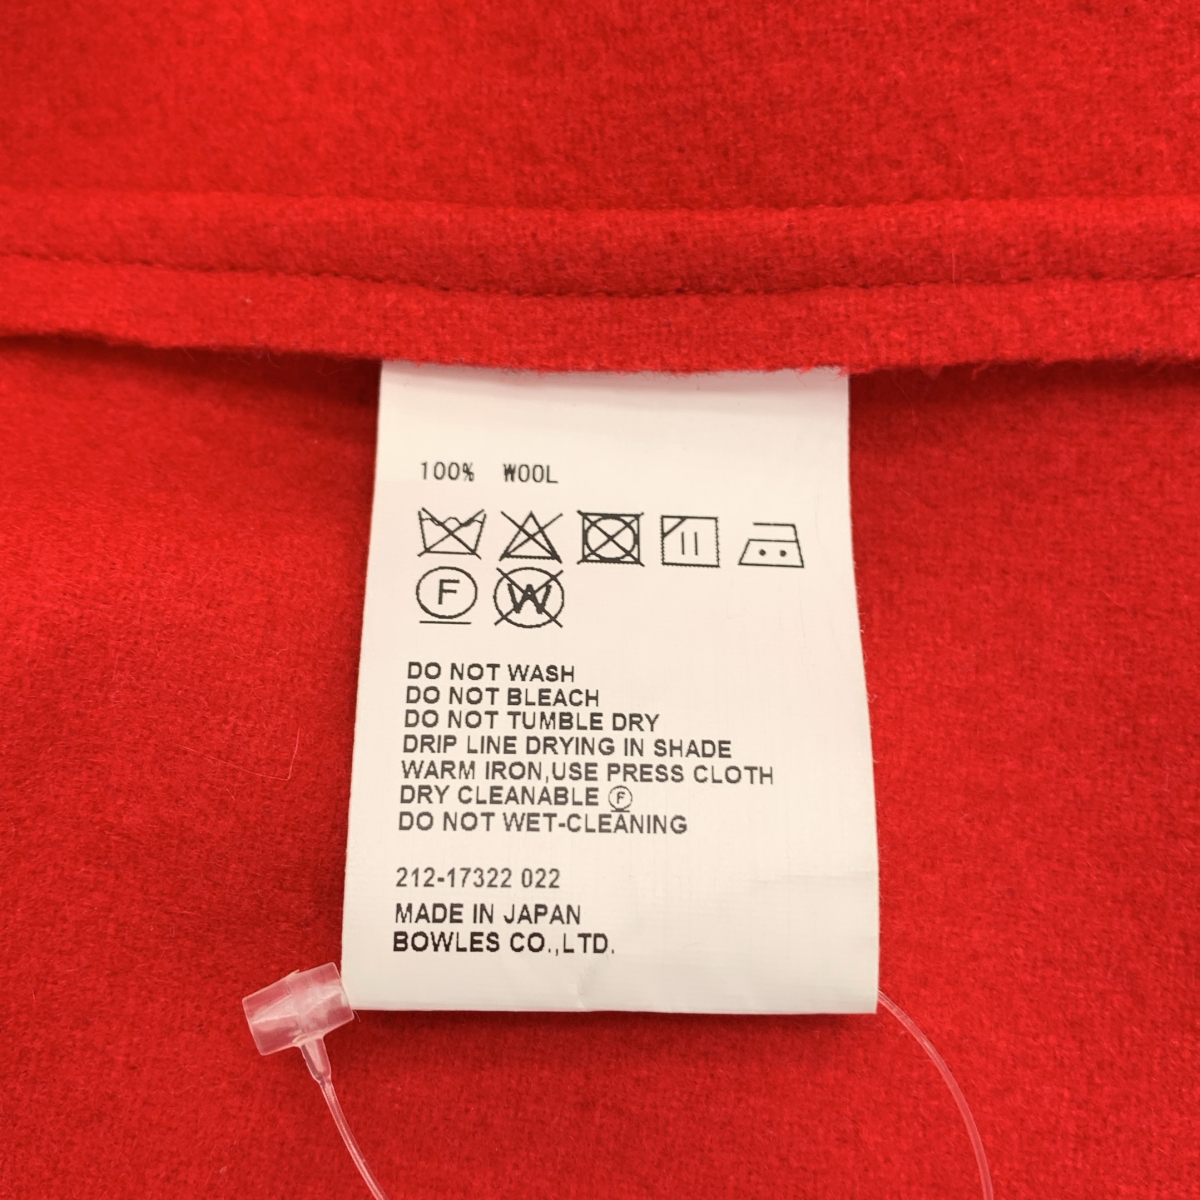 100% WOOL
F W
DO NOT WASH
DO NOT BLEACH
DO NOT TUMBLE DRY
DRIP LINE DRYING IN SHADE
WARM IRON,USE PRESS CLOTH
DRY CLEANABLE Ⓕ
DO NOT WET-CLEANING
212-17322 022
MADE IN JAPAN
BOWLES CO.,LTD.